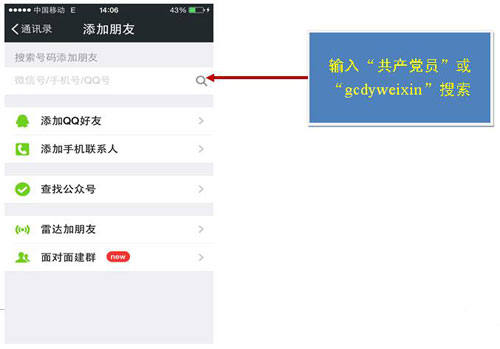 中国移动 E 14:06 43%
通讯录 添加朋友
搜索号码添加朋友
微信号/手机号/QQ号
添加QQ好友
添加手机联系人
查找公众号
雷达加朋友
面对面建群 new
输入“共产党员”或
“gcdyweixin”搜索